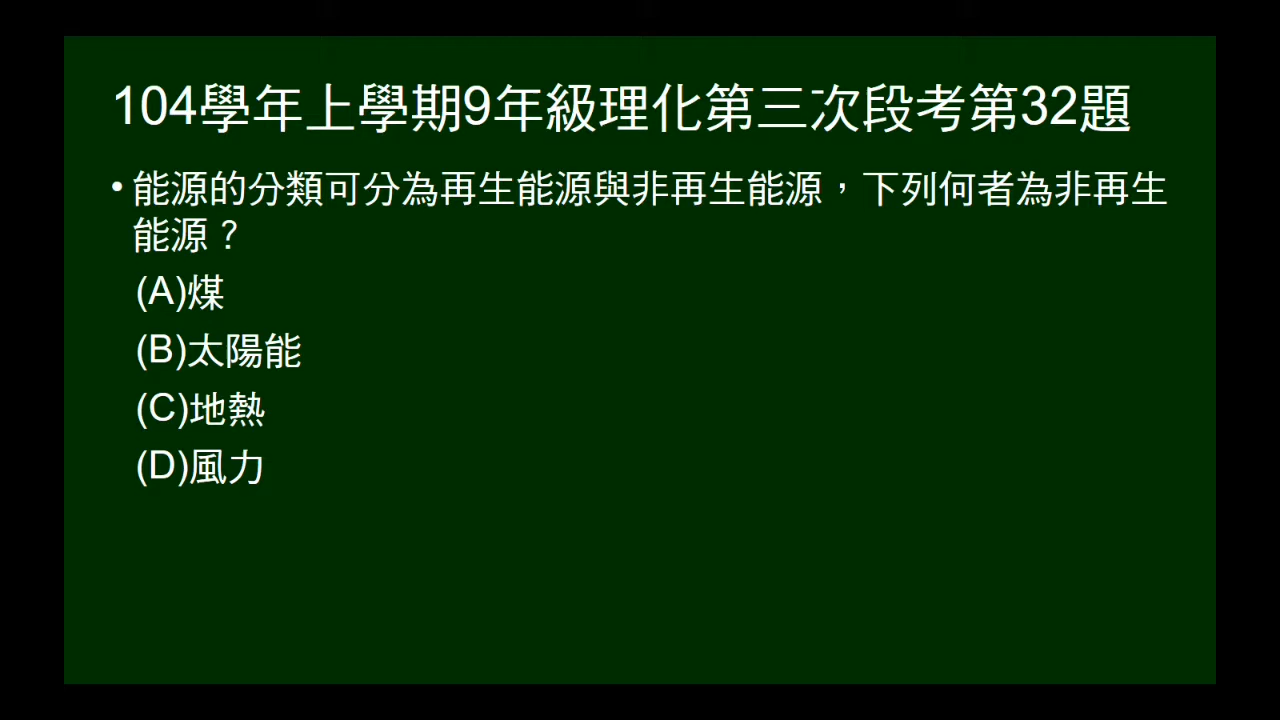 104學年上學期9年級理化第三次段考第32題
• 能源的分類可分為再生能源與非再生能源，下列何者為非再生
能源？
(A)煤
(B)太陽能
(C)地熱
(D)風力